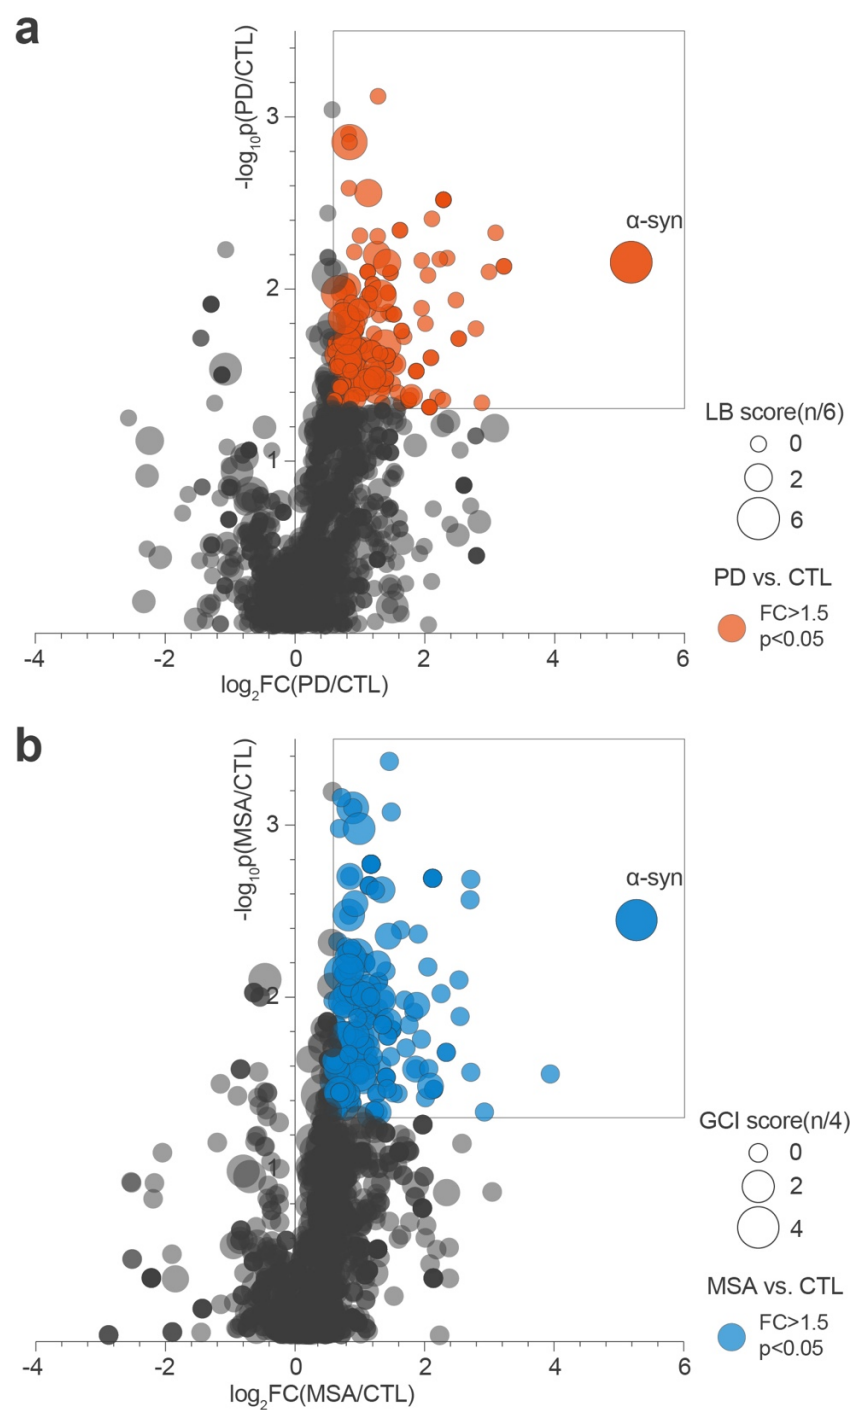 a
-log10p(PD/CTL)
3
α-syn
2
LB score(n/6)
0
1
2
6
PD vs. CTL
FC>1.5
p<0.05
-4 -2 0 2 4 6
log2FC(PD/CTL)
b
-log10p(MSA/CTL)
3
α-syn
2
GCI score(n/4)
0
1
2
4
MSA vs. CTL
FC>1.5
p<0.05
-4 -2 0 2 4 6
log2FC(MSA/CTL)